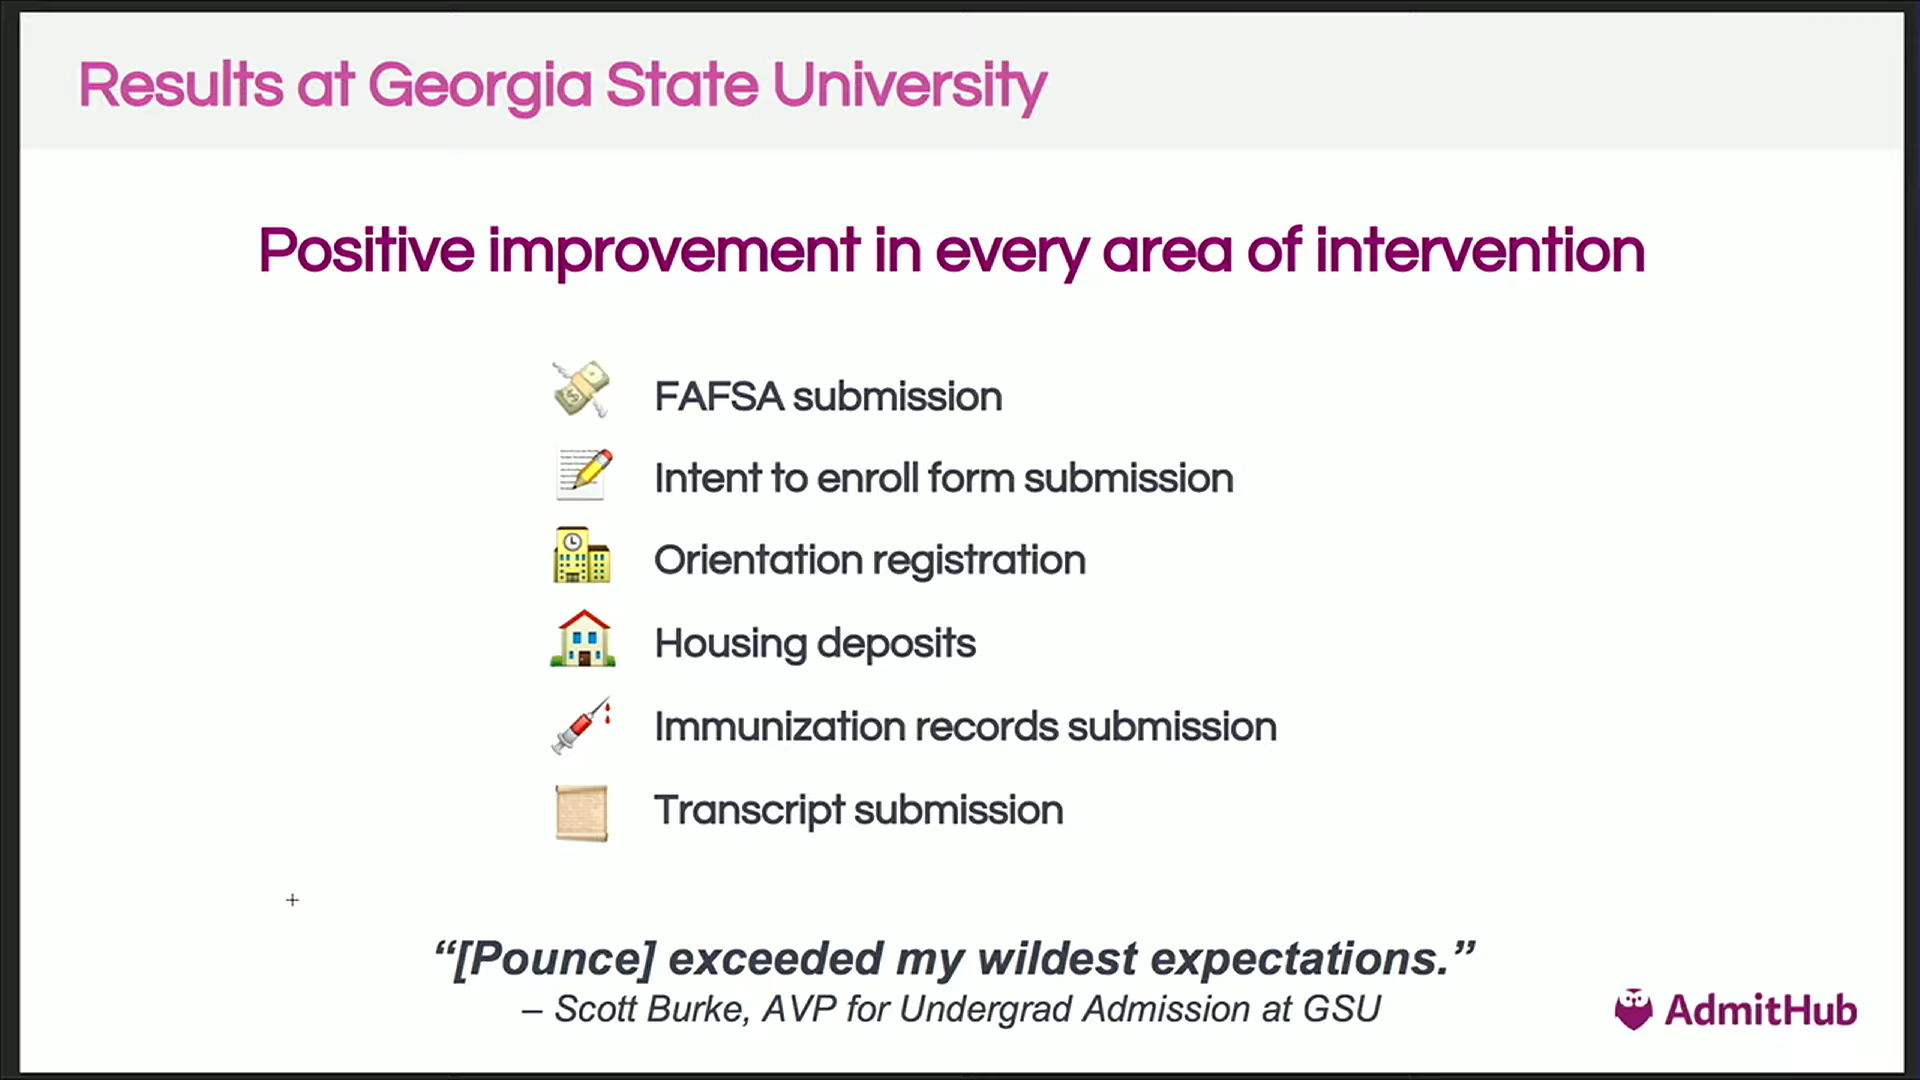 Results at Georgia State University
Positive improvement in every area of intervention
FAFSA submission
Intent to enroll form submission
Orientation registration
Housing deposits
Immunization records submission
Transcript submission
“[Pounce] exceeded my wildest expectations.”
– Scott Burke, AVP for Undergrad Admission at GSU
AdmitHub